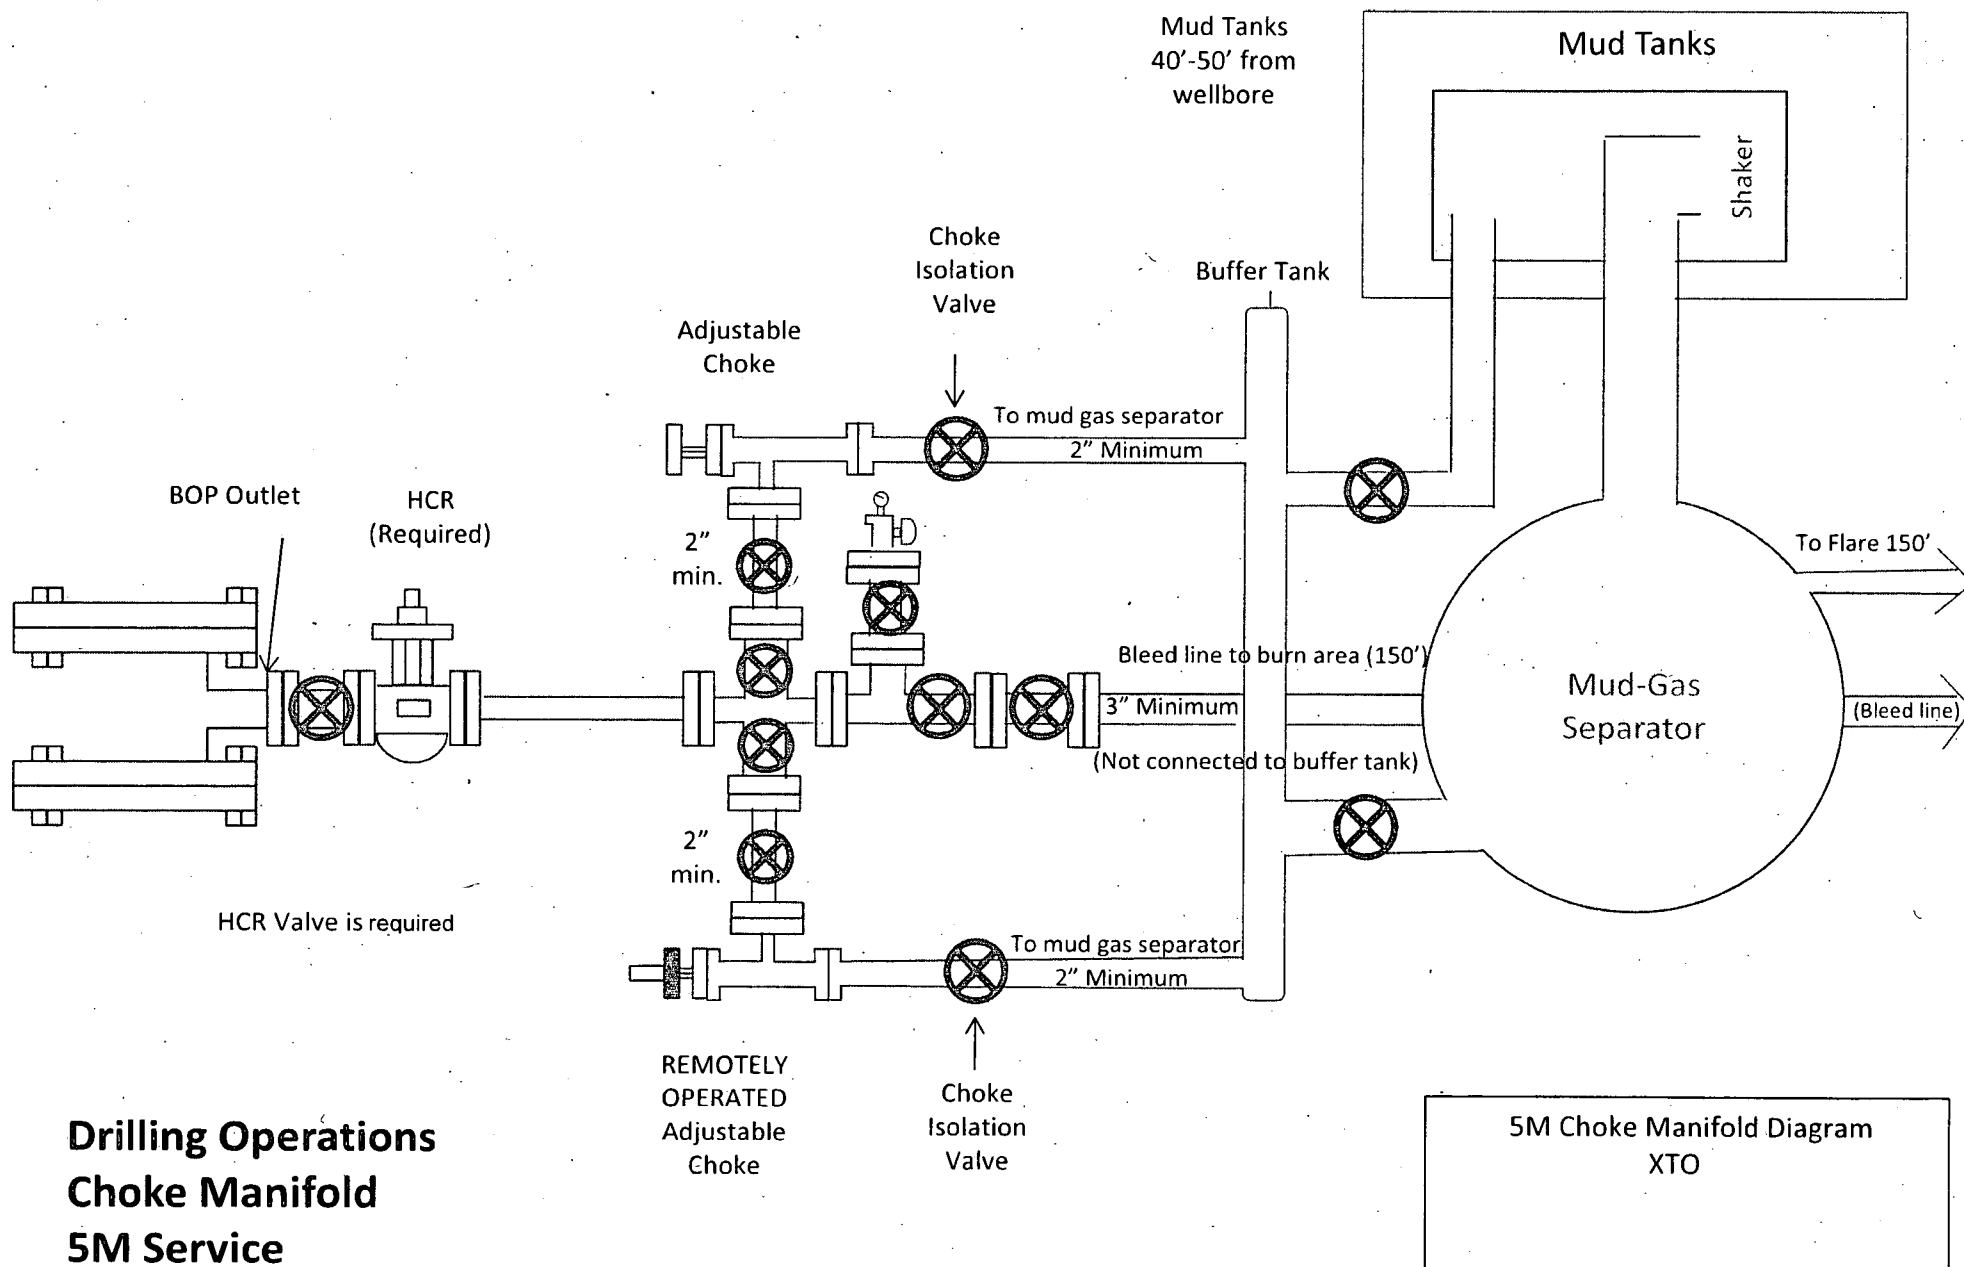 Mud Tanks
40'-50' from
wellbore
Mud Tanks
Shaker
Choke
Isolation
Valve
Buffer Tank
Adjustable
Choke
To mud gas separator
2" Minimum
BOP Outlet
HCR
(Required)
2"
min.
To Flare 150'
Bleed line to burn area (150')
3" Minimum
(Not connected to buffer tank)
Mud-Gas
Separator
(Bleed line)
2"
min.
HCR Valve is required
To mud gas separator
2" Minimum
REMOTELY
OPERATED
Adjustable
Choke
Choke
Isolation
Valve
Drilling Operations
Choke Manifold
5M Service
5M Choke Manifold Diagram
XTO